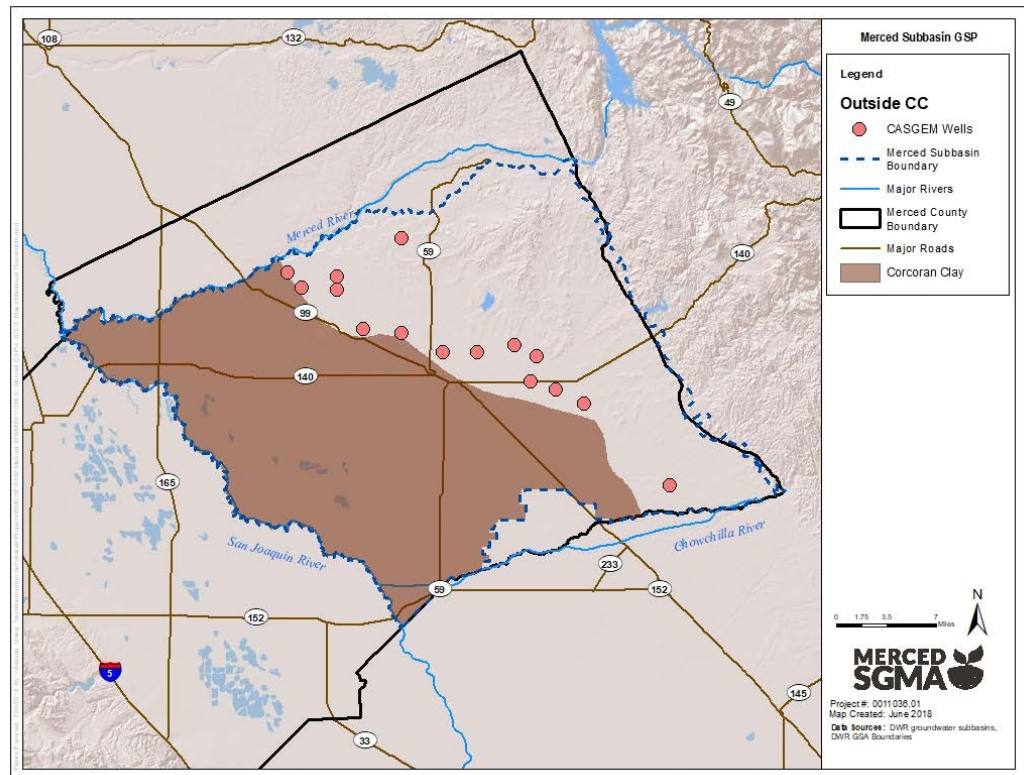 Merced Subbasin GSP
Legend
Outside CC
CASGEM Wells
Merced Subbasin
Boundary
Major Rivers
Merced County
Boundary
Major Roads
Corcoran Clay
108
132
49
Merced River
59
140
99
140
165
San Joaquin River
Chowchilla River
233
59
152
152
5
145
33
N
0 1.75 3.5 7
Miles
MERCED
SGMA
Project #: 0011036.01
Map Created: June 2018
Data Sources: DWR groundwater subbasins,
DWR GSA Boundaries